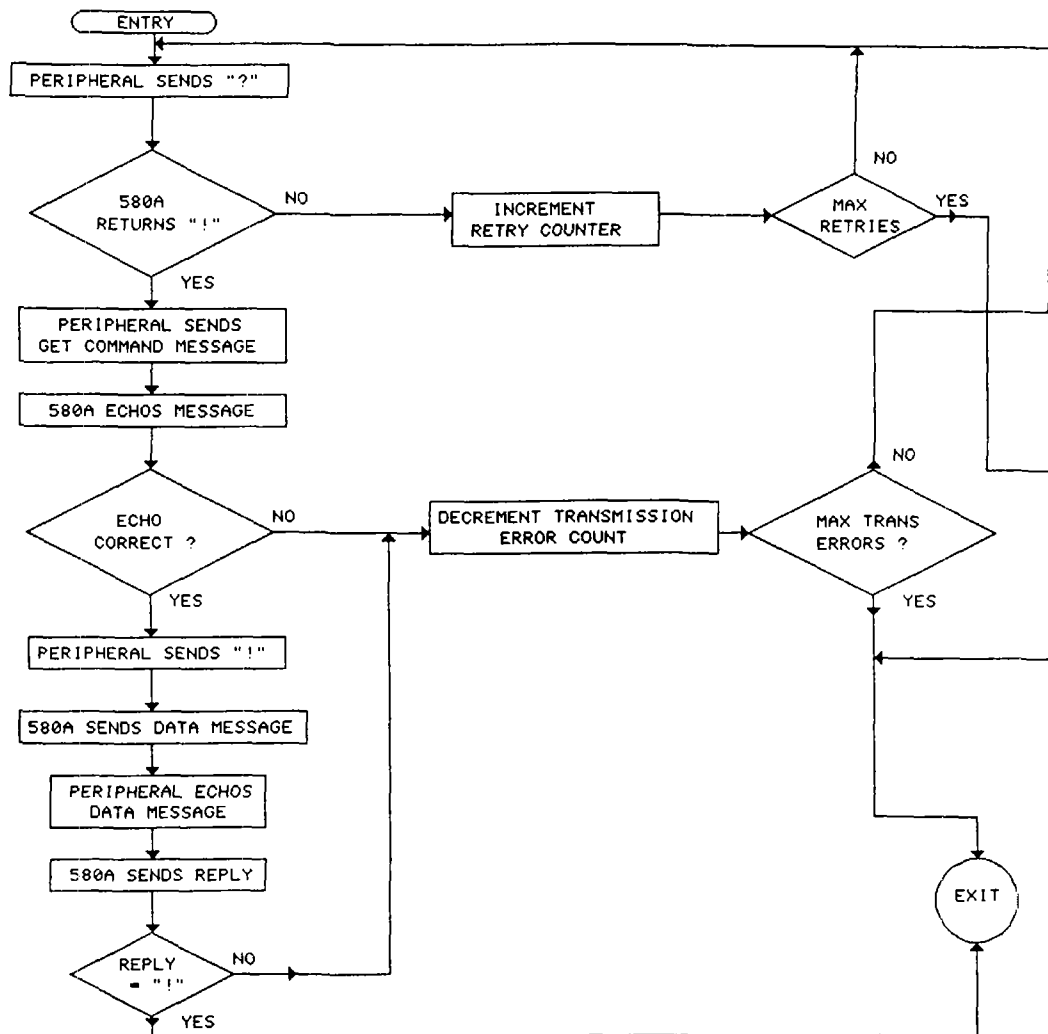 ENTRY
PERIPHERAL SENDS "?"
580A
RETURNS "!"
NO
INCREMENT
RETRY COUNTER
MAX
RETRIES
NO
YES
YES
PERIPHERAL SENDS
GET COMMAND MESSAGE
580A ECHOS MESSAGE
ECHO
CORRECT ?
NO
DECREMENT TRANSMISSION
ERROR COUNT
MAX TRANS
ERRORS ?
NO
YES
YES
PERIPHERAL SENDS "!"
580A SENDS DATA MESSAGE
PERIPHERAL ECHOS
DATA MESSAGE
580A SENDS REPLY
REPLY
= "!"
NO
YES
EXIT